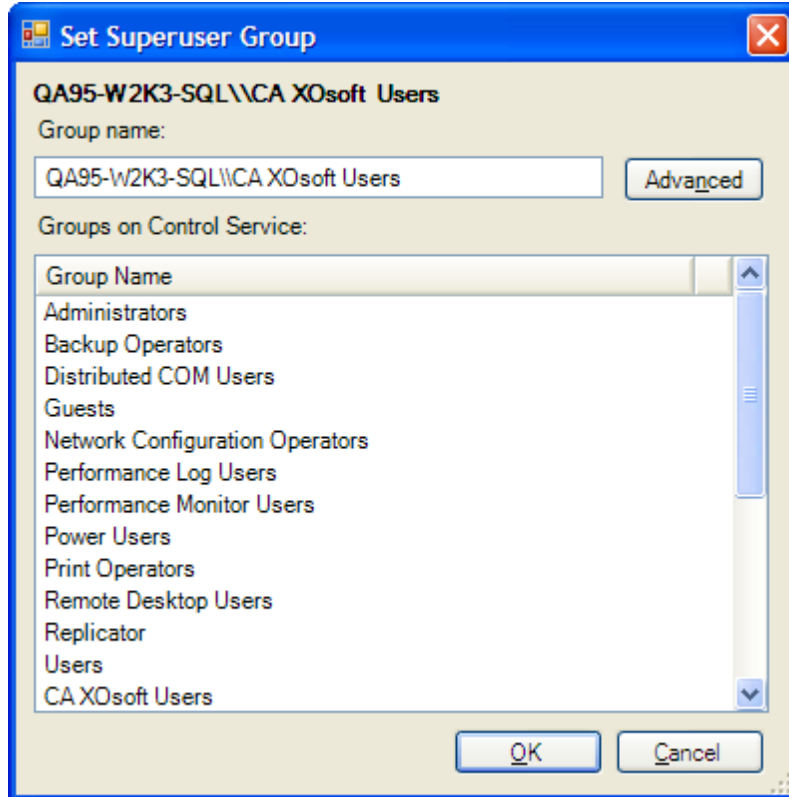 Set Superuser Group
QA95-W2K3-SQL\\CA XOsoft Users
Group name:
QA95-W2K3-SQL\\CA XOsoft Users
Advanced
Groups on Control Service:
Group Name
Administrators
Backup Operators
Distributed COM Users
Guests
Network Configuration Operators
Performance Log Users
Performance Monitor Users
Power Users
Print Operators
Remote Desktop Users
Replicator
Users
CA XOsoft Users
OK
Cancel